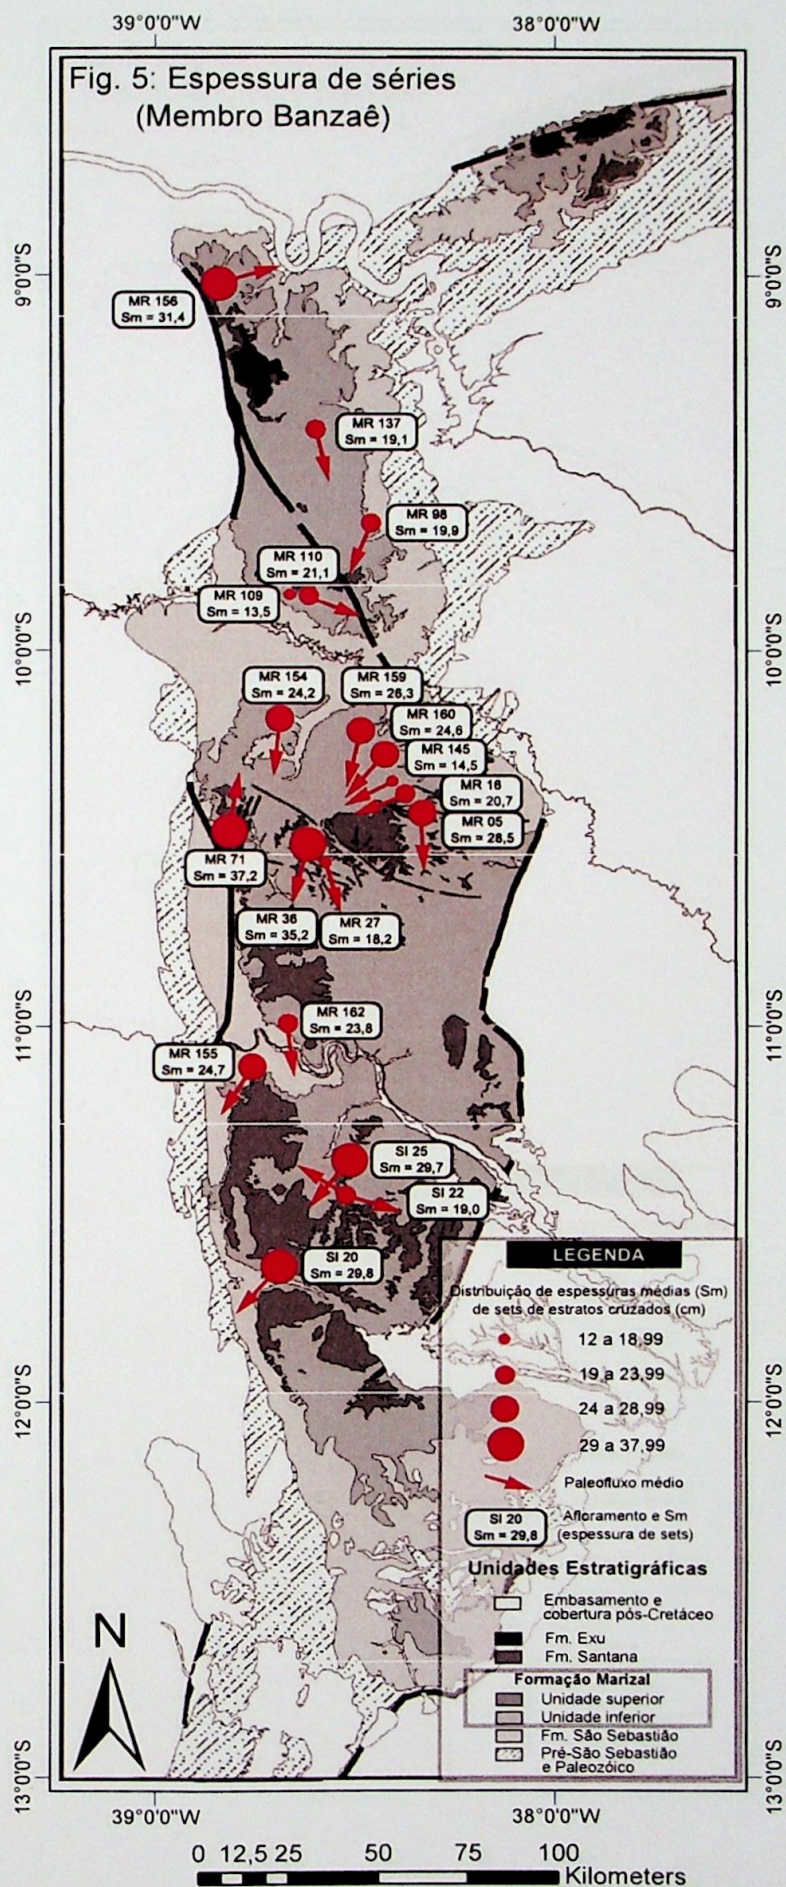 39°0'0"W
38°0'0"W
Fig. 5: Espessura de séries
(Membro Banzaê)
9°0'0"S
9°0'0"S
MR 156
Sm = 31,4
MR 137
Sm = 19,1
MR 98
Sm = 19,9
MR 110
Sm = 21,1
MR 109
Sm = 13,5
10°0'0"S
10°0'0"S
MR 154
Sm = 24,2
MR 159
Sm = 26,3
MR 160
Sm = 24,6
MR 145
Sm = 14,5
MR 16
Sm = 20,7
MR 05
Sm = 28,5
MR 71
Sm = 37,2
MR 36
Sm = 35,2
MR 27
Sm = 18,2
11°0'0"S
11°0'0"S
MR 162
Sm = 23,8
MR 155
Sm = 24,7
SI 25
Sm = 29,7
SI 22
Sm = 19,0
SI 20
Sm = 29,8
LEGENDA
Distribuição de espessuras médias (Sm)
de sets de estratos cruzados (cm)
12 a 18,99
19 a 23,99
24 a 28,99
29 a 37,99
Paleofluxo médio
SI 20
Sm = 29,8
Afloramento e Sm
(espessura de sets)
Unidades Estratigráficas
Embasamento e
cobertura pós-Cretáceo
Fm. Exu
Fm. Santana
Formação Marizal
Unidade superior
Unidade inferior
Fm. São Sebastião
Pré-São Sebastião
e Paleozóico
12°0'0"S
12°0'0"S
N
13°0'0"S
13°0'0"S
39°0'0"W
38°0'0"W
0 12,5 25 50 75 100
Kilometers